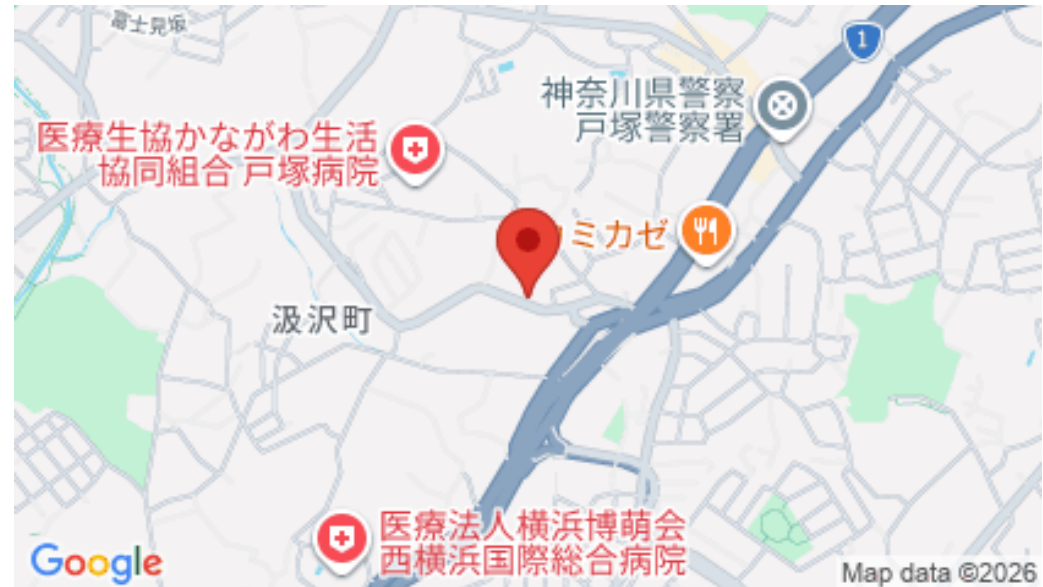 富士見塚
1
神奈川県警察
戸塚警察署
医療生協かながわ生活
協同組合 戸塚病院
ミカゼ
汲沢町
医療法人横浜博萌会
西横浜国際総合病院
Google
Map data ©2026